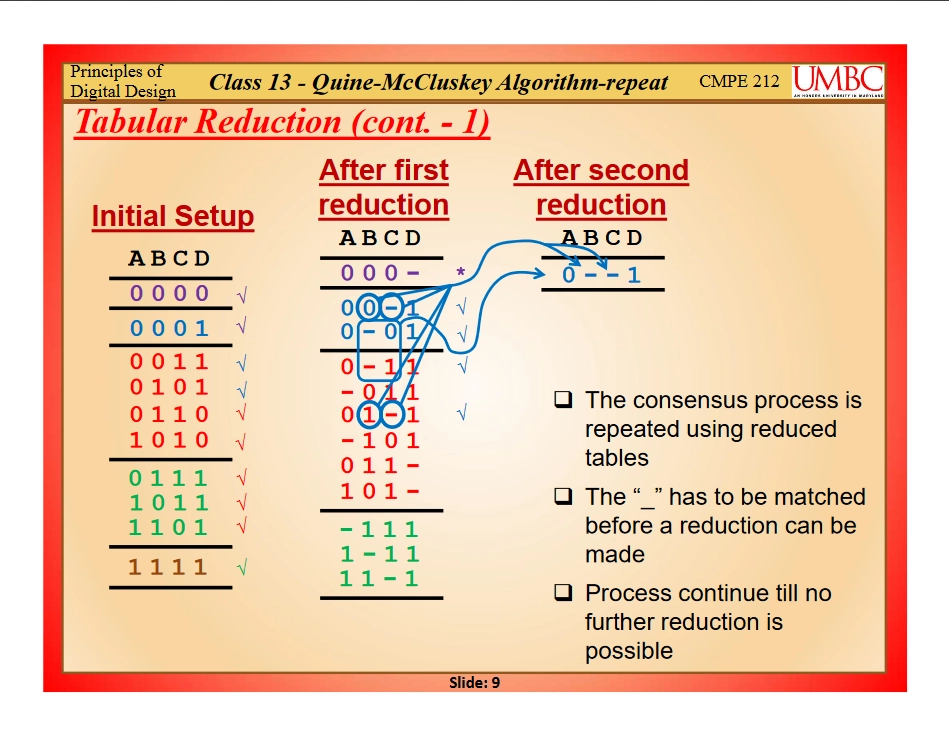 Principles of
Digital Design
Class 13 - Quine-McCluskey Algorithm-repeat
CMPE 212
UMBC
AN HONORS UNIVERSITY IN MARYLAND
Tabular Reduction (cont. - 1)
Initial Setup
A B C D
0 0 0 0 √
0 0 0 1 √
0 0 1 1 √
0 1 0 1 √
0 1 1 0 √
1 0 1 0 √
0 1 1 1 √
1 0 1 1 √
1 1 0 1 √
1 1 1 1 √
After first
reduction
A B C D
0 0 0 – *
0 0 – 1 √
0 – 0 1 √
0 – 1 1 √
– 0 1 1
0 1 – 1 √
– 1 0 1
0 1 1 –
1 0 1 –
– 1 1 1
1 – 1 1
1 1 – 1
After second
reduction
A B C D
0 – – 1
❑ The consensus process is
repeated using reduced
tables
❑ The “_” has to be matched
before a reduction can be
made
❑ Process continue till no
further reduction is
possible
Slide: 9